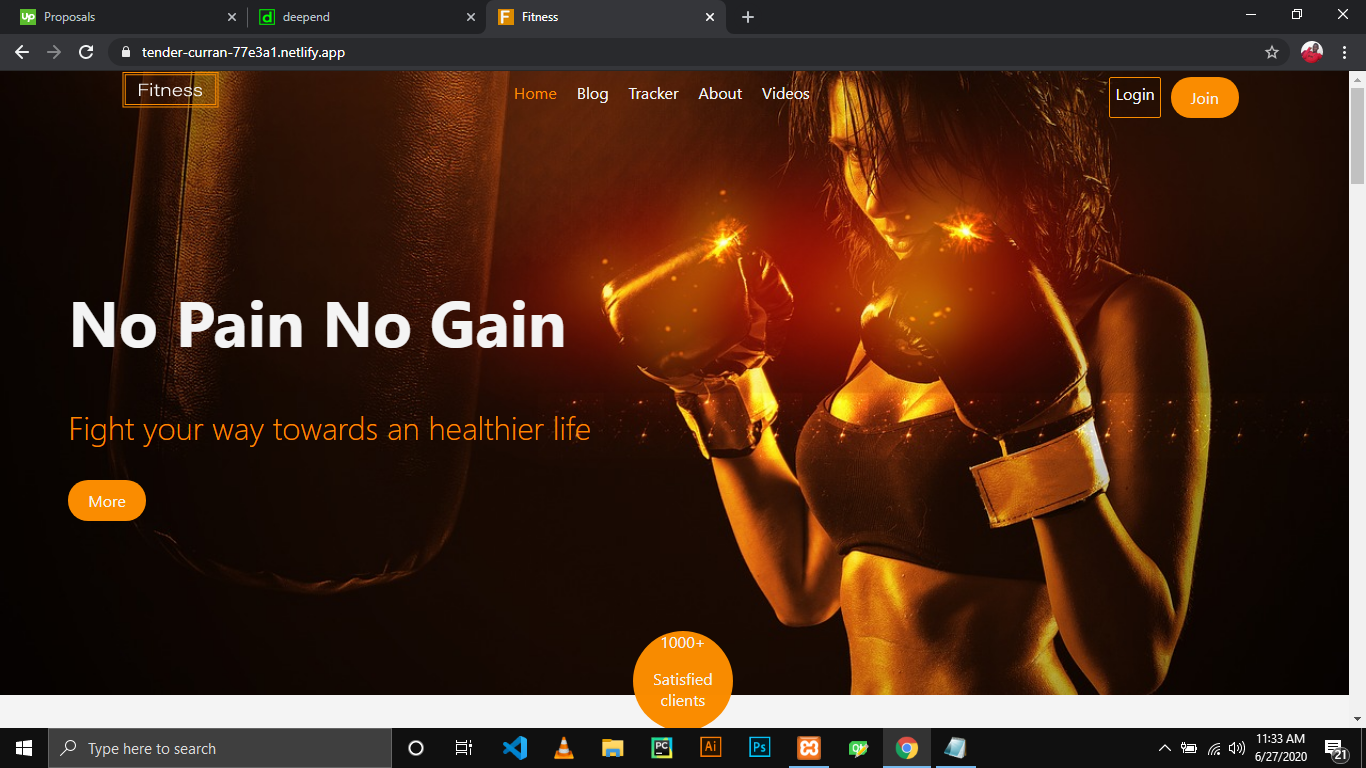 Proposals
deepend
Fitness
tender-curran-77e3a1.netlify.app
Fitness
Home Blog Tracker About Videos
Login
Join
No Pain No Gain
Fight your way towards an healthier life
More
1000+
Satisfied
clients
Type here to search
11:33 AM
6/27/2020
21